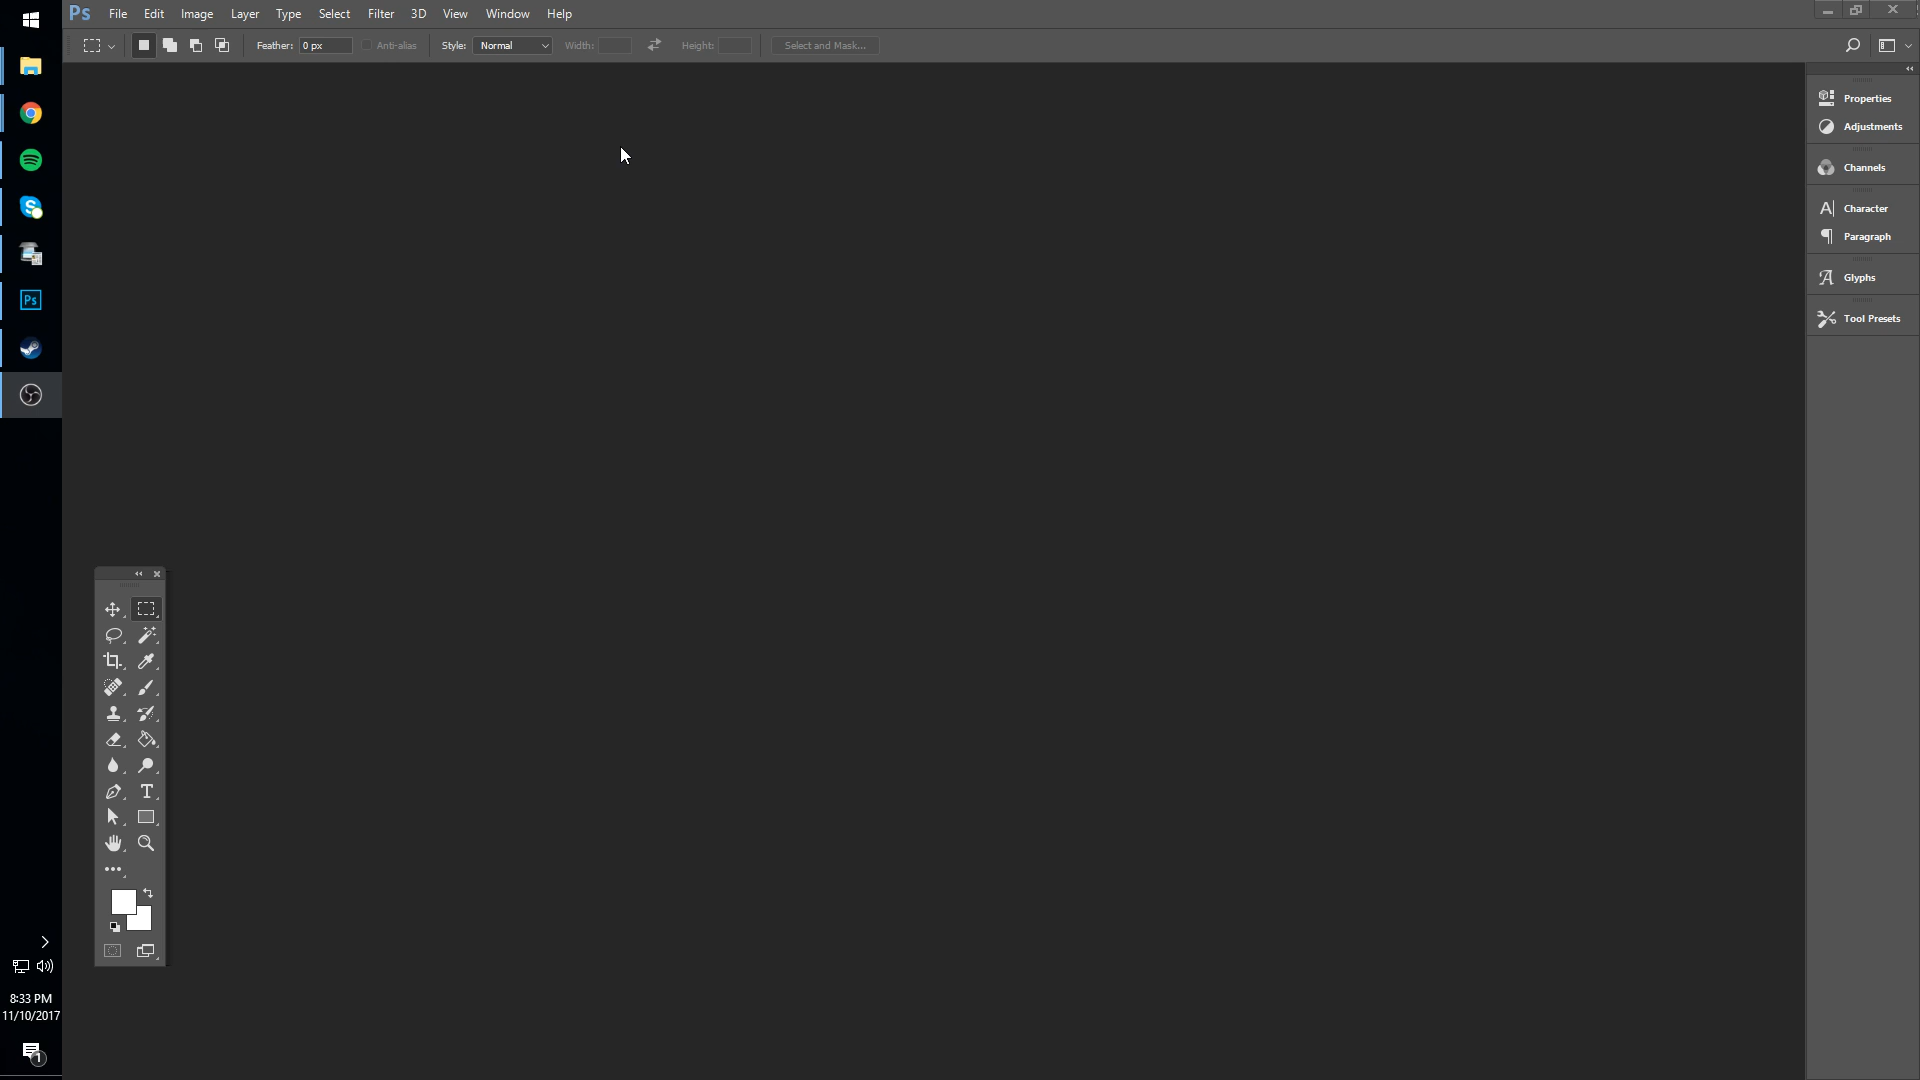 Ps File Edit Image Layer Type Select Filter 3D View Window Help
Feather: 0 px Anti-alias Style: Normal Width: Height: Select and Mask...
Properties
Adjustments
Channels
Character
Paragraph
Glyphs
Tool Presets
Ps
8:33 PM
11/10/2017
1